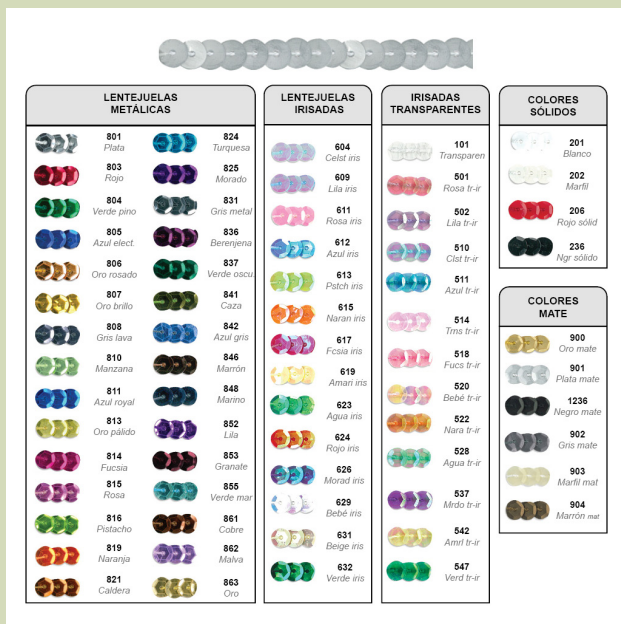 LENTEJUELAS
METÁLICAS
801
Plata
803
Rojo
804
Verde pino
805
Azul elect.
806
Oro rosado
807
Oro brillo
808
Gris lava
810
Manzana
811
Azul royal
813
Oro pálido
814
Fucsia
815
Rosa
816
Pistacho
819
Naranja
821
Caldera
824
Turquesa
825
Morado
831
Gris metal
836
Berenjena
837
Verde oscu.
841
Caza
842
Azul gris
846
Marrón
848
Marino
852
Lila
853
Granate
855
Verde mar
861
Cobre
862
Malva
863
Oro
LENTEJUELAS
IRISADAS
604
Celst iris
609
Lila iris
611
Rosa iris
612
Azul iris
613
Pstch iris
615
Naran iris
617
Fcsia iris
619
Amari iris
623
Agua iris
624
Rojo iris
626
Morad iris
629
Bebé iris
631
Beige iris
632
Verde iris
IRISADAS
TRANSPARENTES
101
Transparen
501
Rosa tr-ir
502
Lila tr-ir
510
Clst tr-ir
511
Azul tr-ir
514
Trns tr-ir
518
Fucs tr-ir
520
Bebé tr-ir
522
Nara tr-ir
528
Agua tr-ir
537
Mrdo tr-ir
542
Amrl tr-ir
547
Verd tr-ir
COLORES
SÓLIDOS
201
Blanco
202
Marfil
206
Rojo sólid
236
Ngr sólido
COLORES
MATE
900
Oro mate
901
Plata mate
1236
Negro mate
902
Gris mate
903
Marfil mat
904
Marrón mat